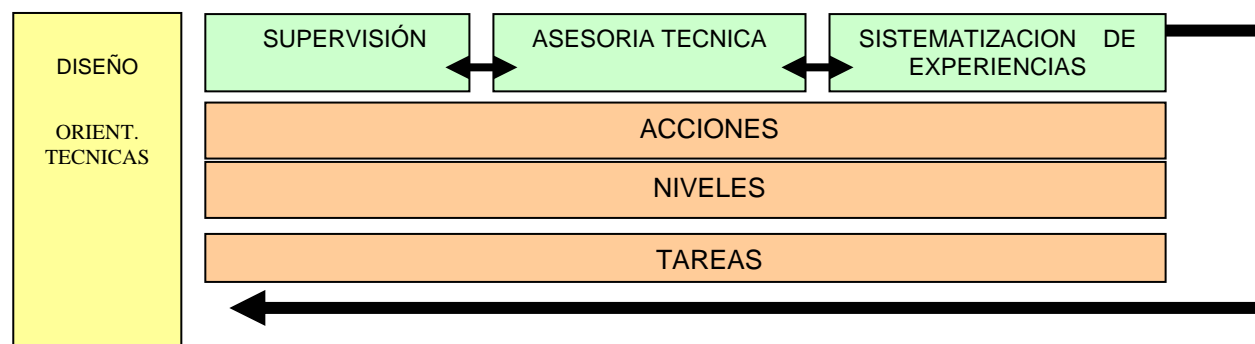 DISEÑO
ORIENT.
TECNICAS
SUPERVISIÓN
ASESORIA TECNICA
SISTEMATIZACION DE
EXPERIENCIAS
ACCIONES
NIVELES
TAREAS